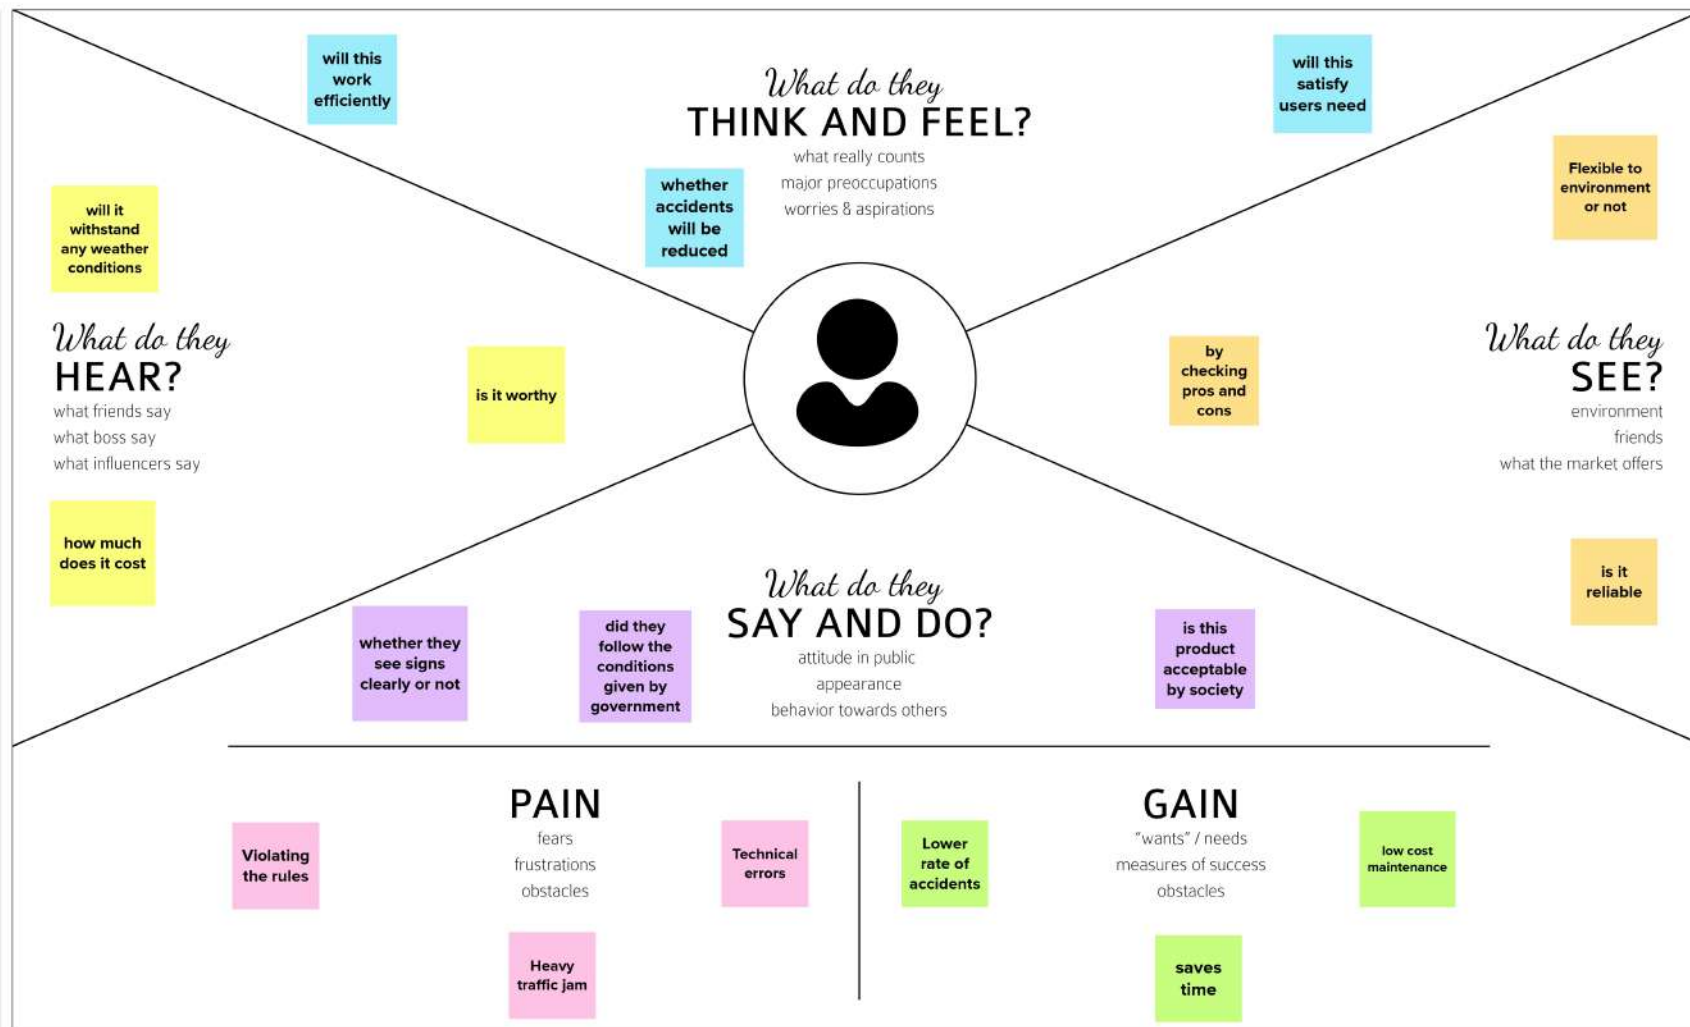 will this
work
efficiently
What do they
THINK AND FEEL?
what really counts
major preoccupations
worries & aspirations
whether
accidents
will be
reduced
will this
satisfy
users need
will it
withstand
any weather
conditions
What do they
HEAR?
what friends say
what boss say
what influencers say
is it worthy
how much
does it cost
Flexible to
environment
or not
by
checking
pros and
cons
What do they
SEE?
environment
friends
what the market offers
is it
reliable
What do they
SAY AND DO?
attitude in public
appearance
behavior towards others
whether they
see signs
clearly or not
did they
follow the
conditions
given by
government
is this
product
acceptable
by society
PAIN
fears
frustrations
obstacles
Violating
the rules
Technical
errors
Heavy
traffic jam
GAIN
"wants" / needs
measures of success
obstacles
Lower
rate of
accidents
low cost
maintenance
saves
time